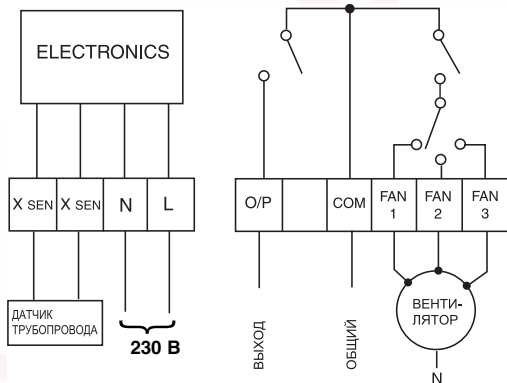 ELECTRONICS
X SEN
X SEN
N
L
O/P
COM
FAN
1
FAN
2
FAN
3
ДАТЧИК
ТРУБОПРОВОДА
230 В
ВЫХОД
ОБЩИЙ
ВЕНТИ-
ЛЯТОР
N